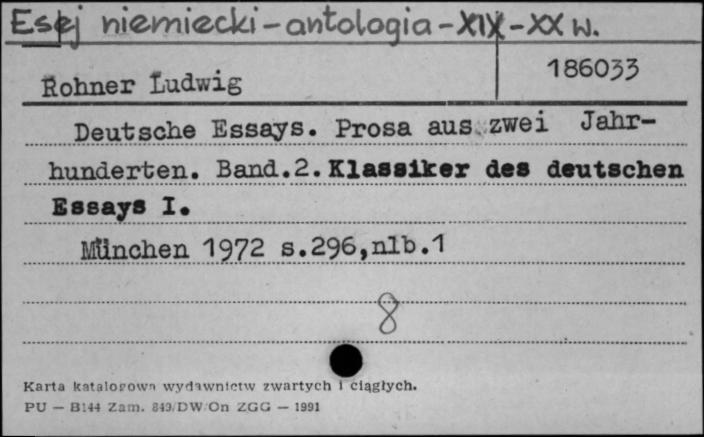 Esej niemiecki - antologia - XIX - XX w.
186033
Rohner Ludwig
Deutsche Essays. Prosa aus zwei Jahr-
hunderten. Band.2. Klassiker des deutschen
Essays I.
München 1972 s.296,nlb.1
8
Karta katalogowa wydawnictw zwartych i ciągłych.
PU — B144 Zam. 849/DW/On ZGG — 1991